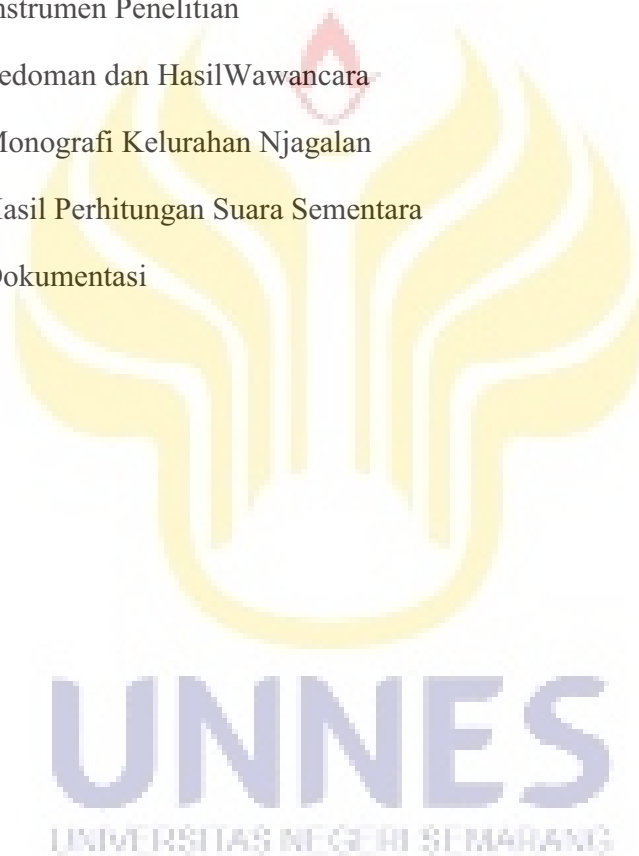 nstrumen Penelitian
edoman dan HasilWawancara
Monografi Kelurahan Njagalan
Hasil Perhitungan Suara Sementara
Dokumentasi
UNNES
UNIVERSITAS NEGERI SEMARANG